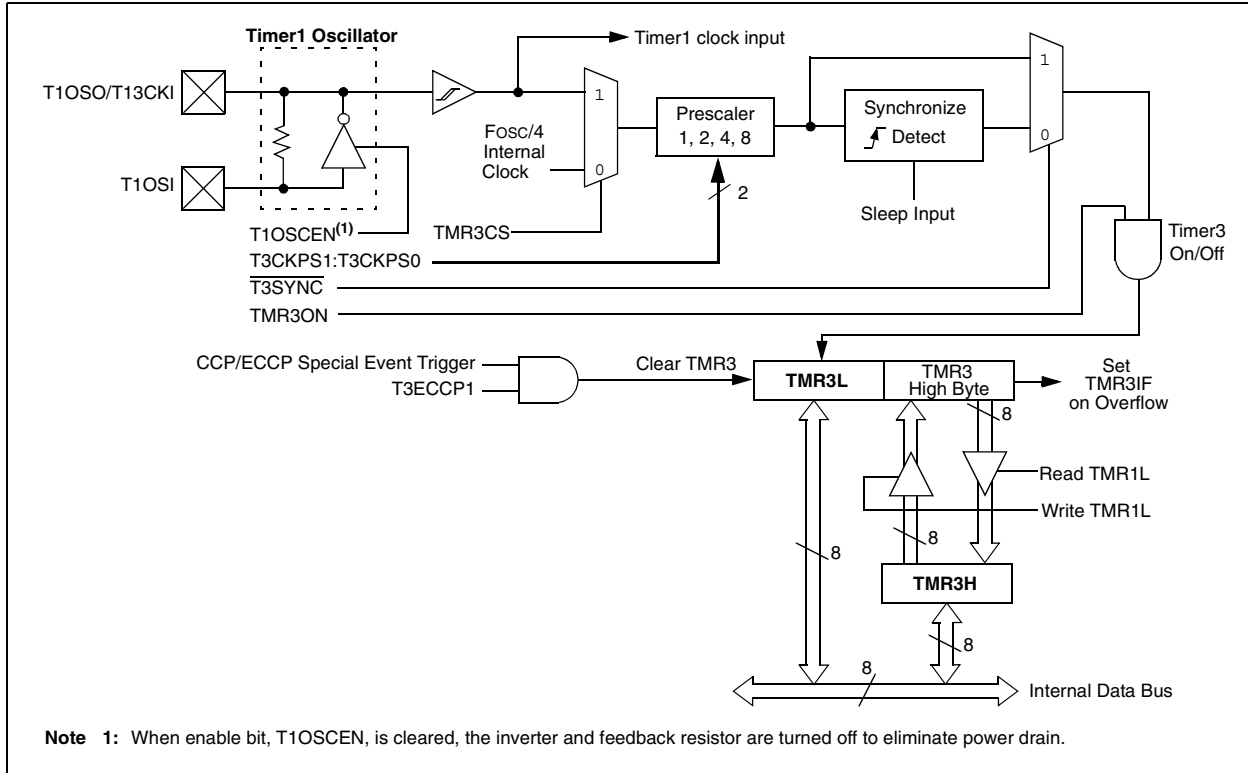 Timer1 Oscillator
Timer1 clock input
T1OSO/T13CKI
1
1
Prescaler
1, 2, 4, 8
Synchronize
Detect
FOSC/4
Internal
Clock
0
0
T1OSI
2
Sleep Input
T1OSCEN(1)
TMR3CS
Timer3
On/Off
T3CKPS1:T3CKPS0
T3SYNC
TMR3ON
CCP/ECCP Special Event Trigger
T3ECCP1
Clear TMR3
TMR3L
TMR3
High Byte
Set
TMR3IF
on Overflow
8
Read TMR1L
Write TMR1L
8
8
TMR3H
8
8
Internal Data Bus
Note 1: When enable bit, T1OSCEN, is cleared, the inverter and feedback resistor are turned off to eliminate power drain.